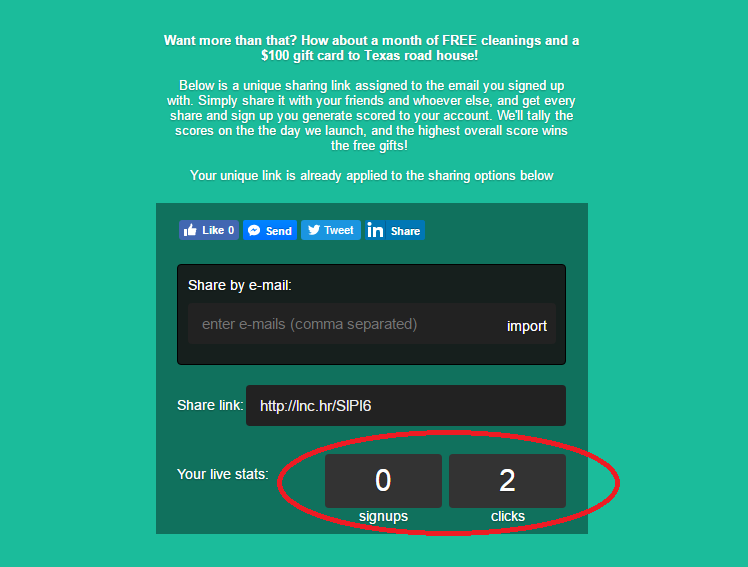 Want more than that? How about a month of FREE cleanings and a
$100 gift card to Texas road house!
Below is a unique sharing link assigned to the email you signed up
with. Simply share it with your friends and whoever else, and get every
share and sign up you generate scored to your account. We'll tally the
scores on the the day we launch, and the highest overall score wins
the free gifts!
Your unique link is already applied to the sharing options below
Like 0 Send Tweet in Share
Share by e-mail:
enter e-mails (comma separated) import
Share link: http://lnc.hr/SlPl6
Your live stats: 0 2
signups clicks